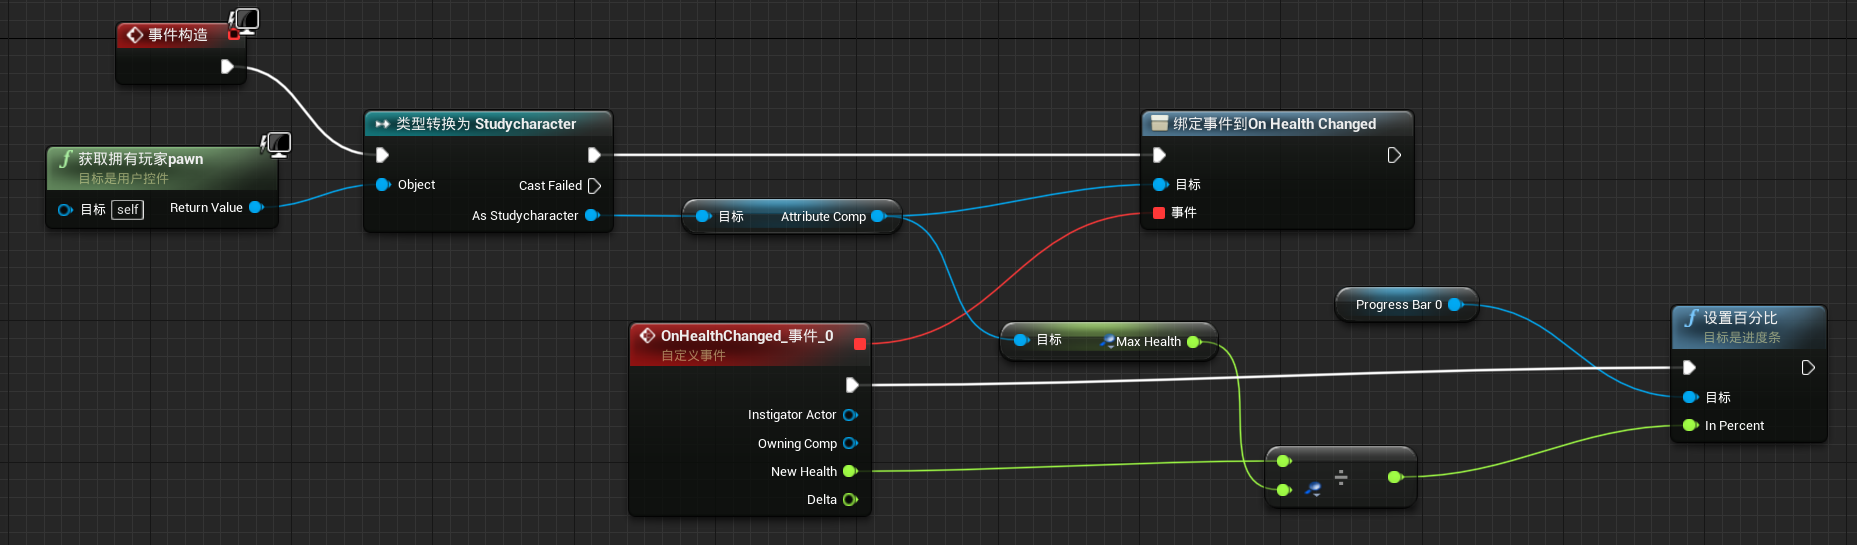 事件构造
获取拥有玩家pawn
目标是用户控件
目标 self
Return Value
类型转换为 Studycharacter
Object
Cast Failed
As Studycharacter
目标 Attribute Comp
绑定事件到On Health Changed
目标
事件
OnHealthChanged_事件_0
自定义事件
Instigator Actor
Owning Comp
New Health
Delta
目标 Max Health
÷
Progress Bar 0
设置百分比
目标是进度条
目标
In Percent